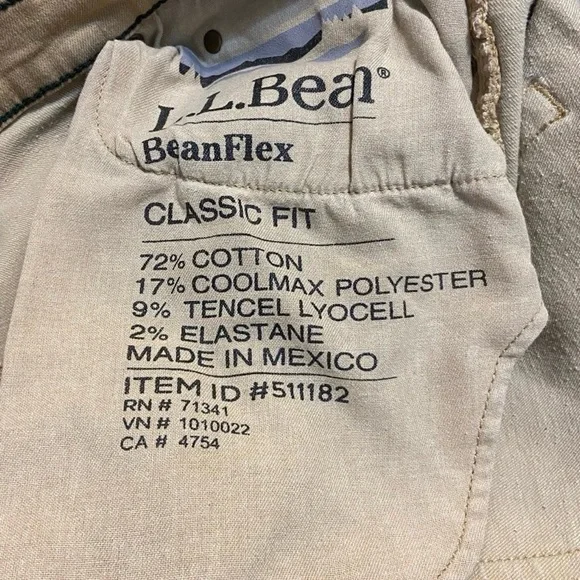 L.L.Bean®
BeanFlex
CLASSIC FIT
72% COTTON
17% COOLMAX POLYESTER
9% TENCEL LYOCELL
2% ELASTANE
MADE IN MEXICO
ITEM ID #511182
RN # 71341
VN # 1010022
CA # 4754